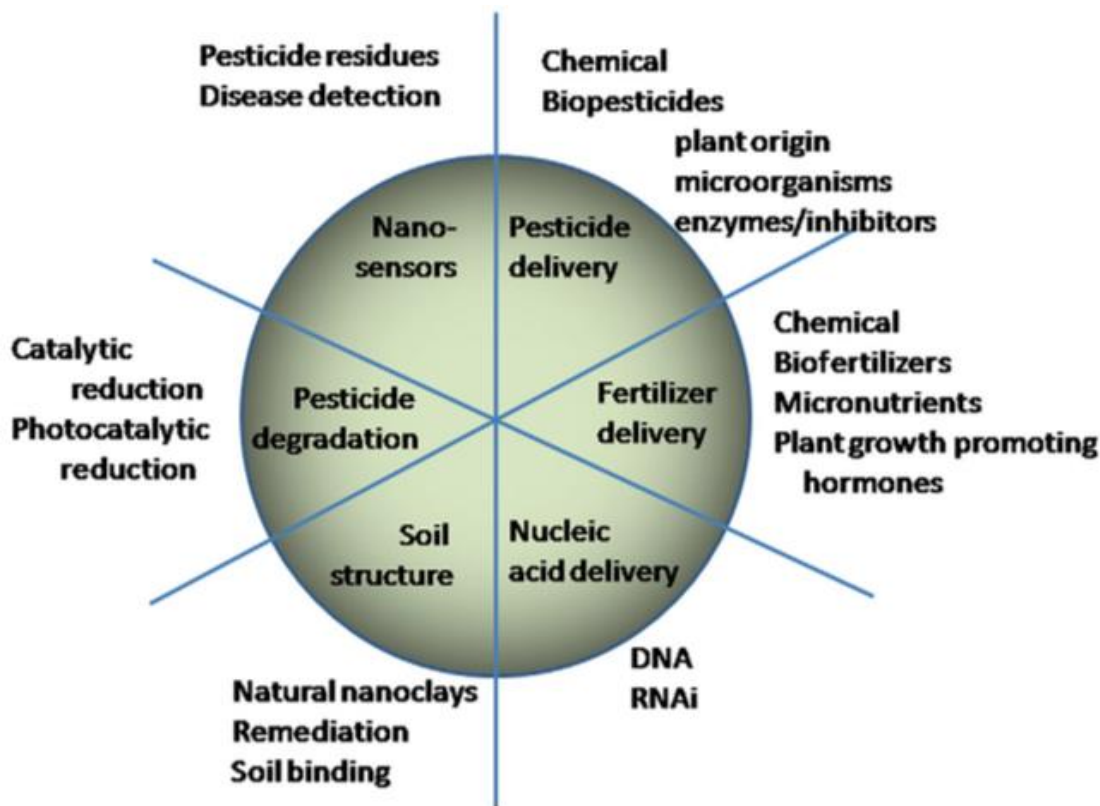 Pesticide residues
Disease detection
Chemical
Biopesticides
plant origin
microorganisms
enzymes/inhibitors
Nano-
sensors
Pesticide
delivery
Catalytic
reduction
Photocatalytic
reduction
Pesticide
degradation
Fertilizer
delivery
Chemical
Biofertilizers
Micronutrients
Plant growth promoting
hormones
Soil
structure
Nucleic
acid delivery
Natural nanoclays
Remediation
Soil binding
DNA
RNAi